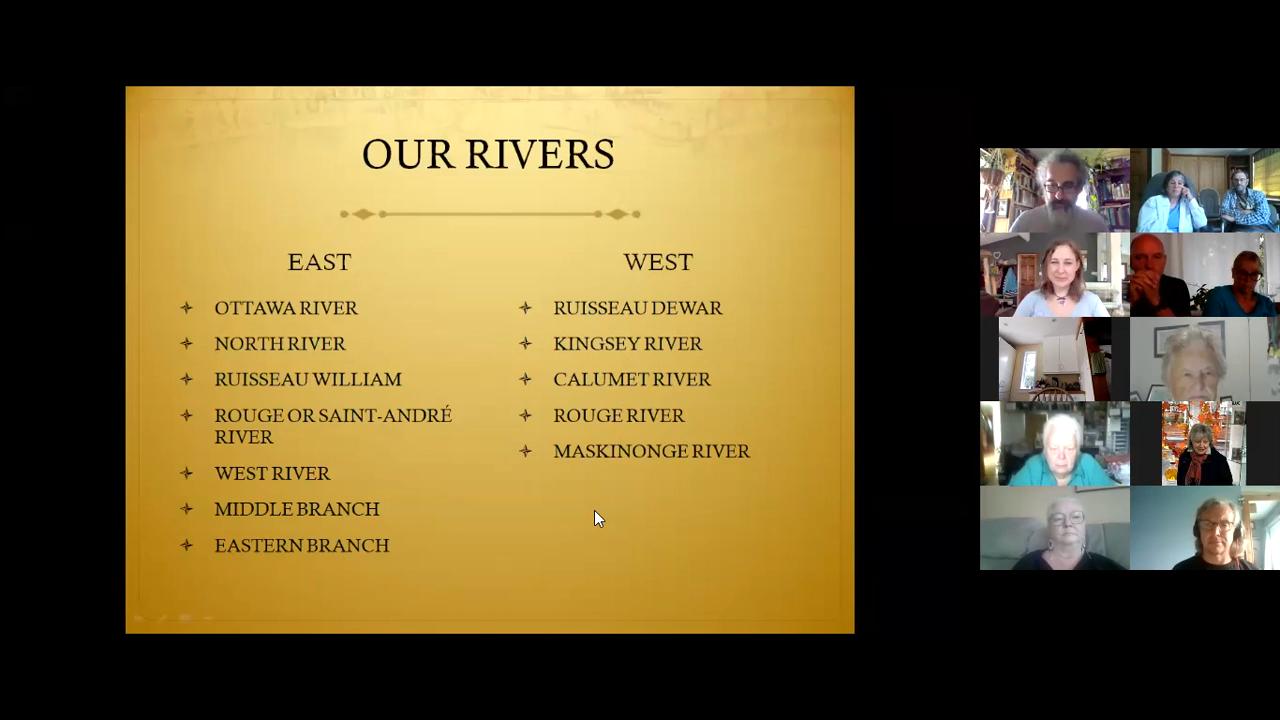 OUR RIVERS
EAST
OTTAWA RIVER
NORTH RIVER
RUISSEAU WILLIAM
ROUGE OR SAINT-ANDRÉ
RIVER
WEST RIVER
MIDDLE BRANCH
EASTERN BRANCH
WEST
RUISSEAU DEWAR
KINGSEY RIVER
CALUMET RIVER
ROUGE RIVER
MASKINONGE RIVER